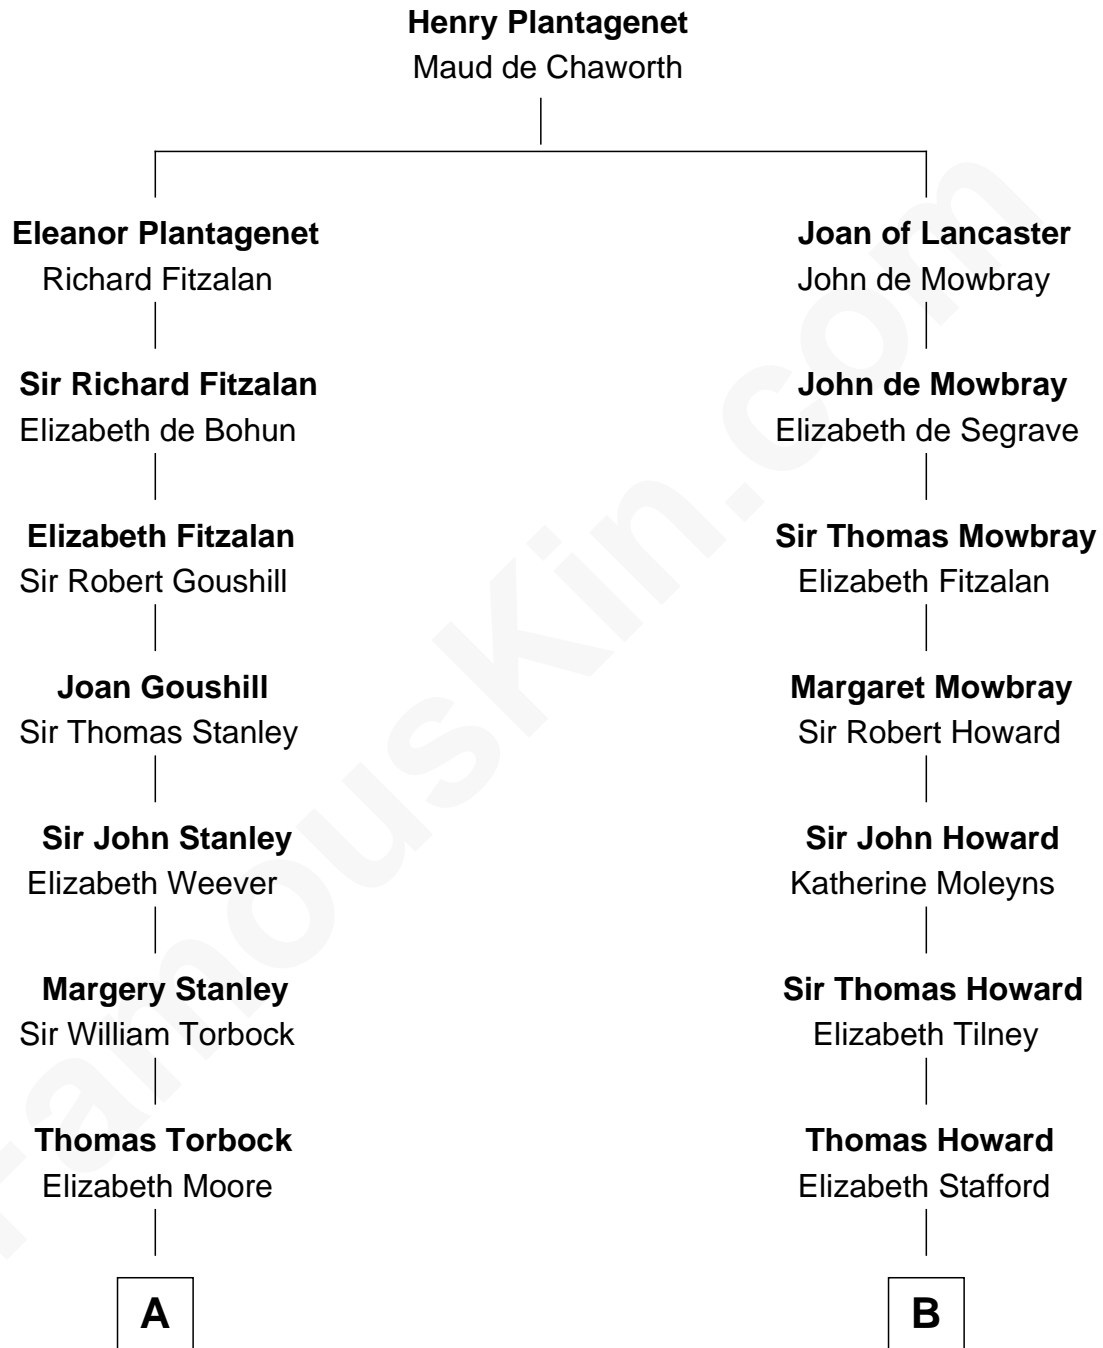 Henry Plantagenet
Maud de Chaworth
Eleanor Plantagenet
Richard Fitzalan
Joan of Lancaster
John de Mowbray
Sir Richard Fitzalan
Elizabeth de Bohun
John de Mowbray
Elizabeth de Segrave
Elizabeth Fitzalan
Sir Robert Goushill
Sir Thomas Mowbray
Elizabeth Fitzalan
Joan Goushill
Sir Thomas Stanley
Margaret Mowbray
Sir Robert Howard
Sir John Stanley
Elizabeth Weever
Sir John Howard
Katherine Moleyns
Margery Stanley
Sir William Torbock
Sir Thomas Howard
Elizabeth Tilney
Thomas Torbock
Elizabeth Moore
Thomas Howard
Elizabeth Stafford
A
B
FamousKin.com